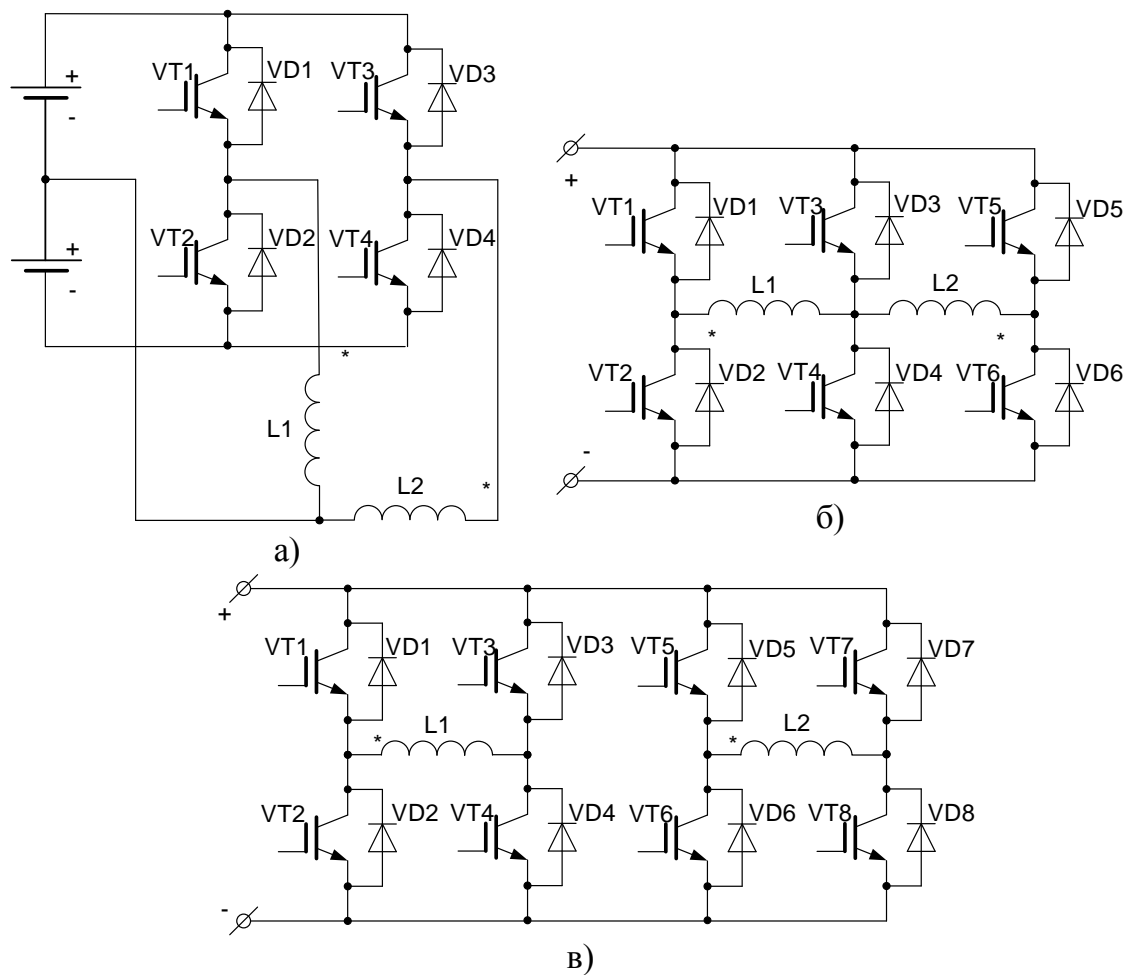 VT1 VD1 VT3 VD3
+
-
VT2 VD2 VT4 VD4
+
-
*
L1
L2 *
а)
+
VT1 VD1 VT3 VD3 VT5 VD5
L1 L2
* *
VT2 VD2 VT4 VD4 VT6 VD6
-
б)
+
VT1 VD1 VT3 VD3 VT5 VD5 VT7 VD7
* L1 * L2
VT2 VD2 VT4 VD4 VT6 VD6 VT8 VD8
-
в)